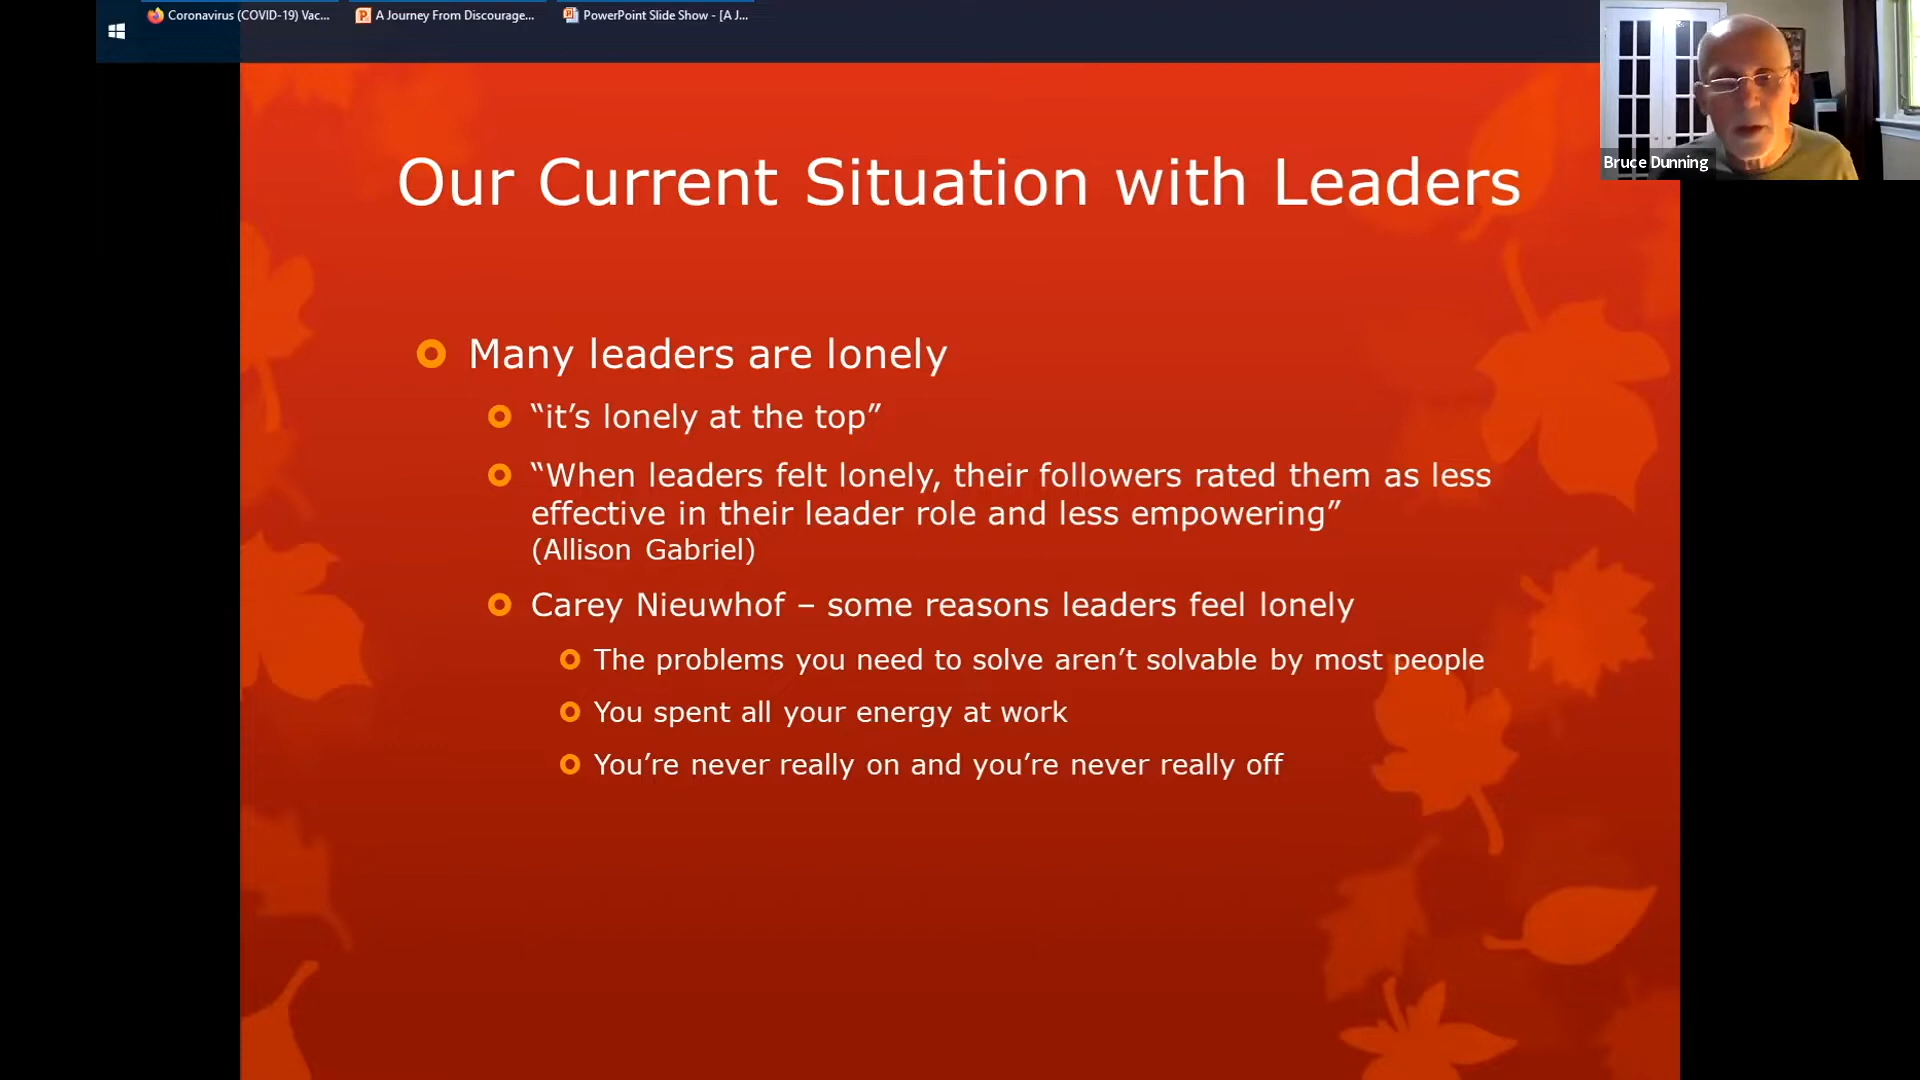 Coronavirus (COVID-19) Vac...
A Journey From Discourage...
PowerPoint Slide Show - [A J...
Bruce Dunning
Our Current Situation with Leaders
Many leaders are lonely
“it’s lonely at the top”
“When leaders felt lonely, their followers rated them as less
effective in their leader role and less empowering”
(Allison Gabriel)
Carey Nieuwhof – some reasons leaders feel lonely
The problems you need to solve aren’t solvable by most people
You spent all your energy at work
You’re never really on and you’re never really off